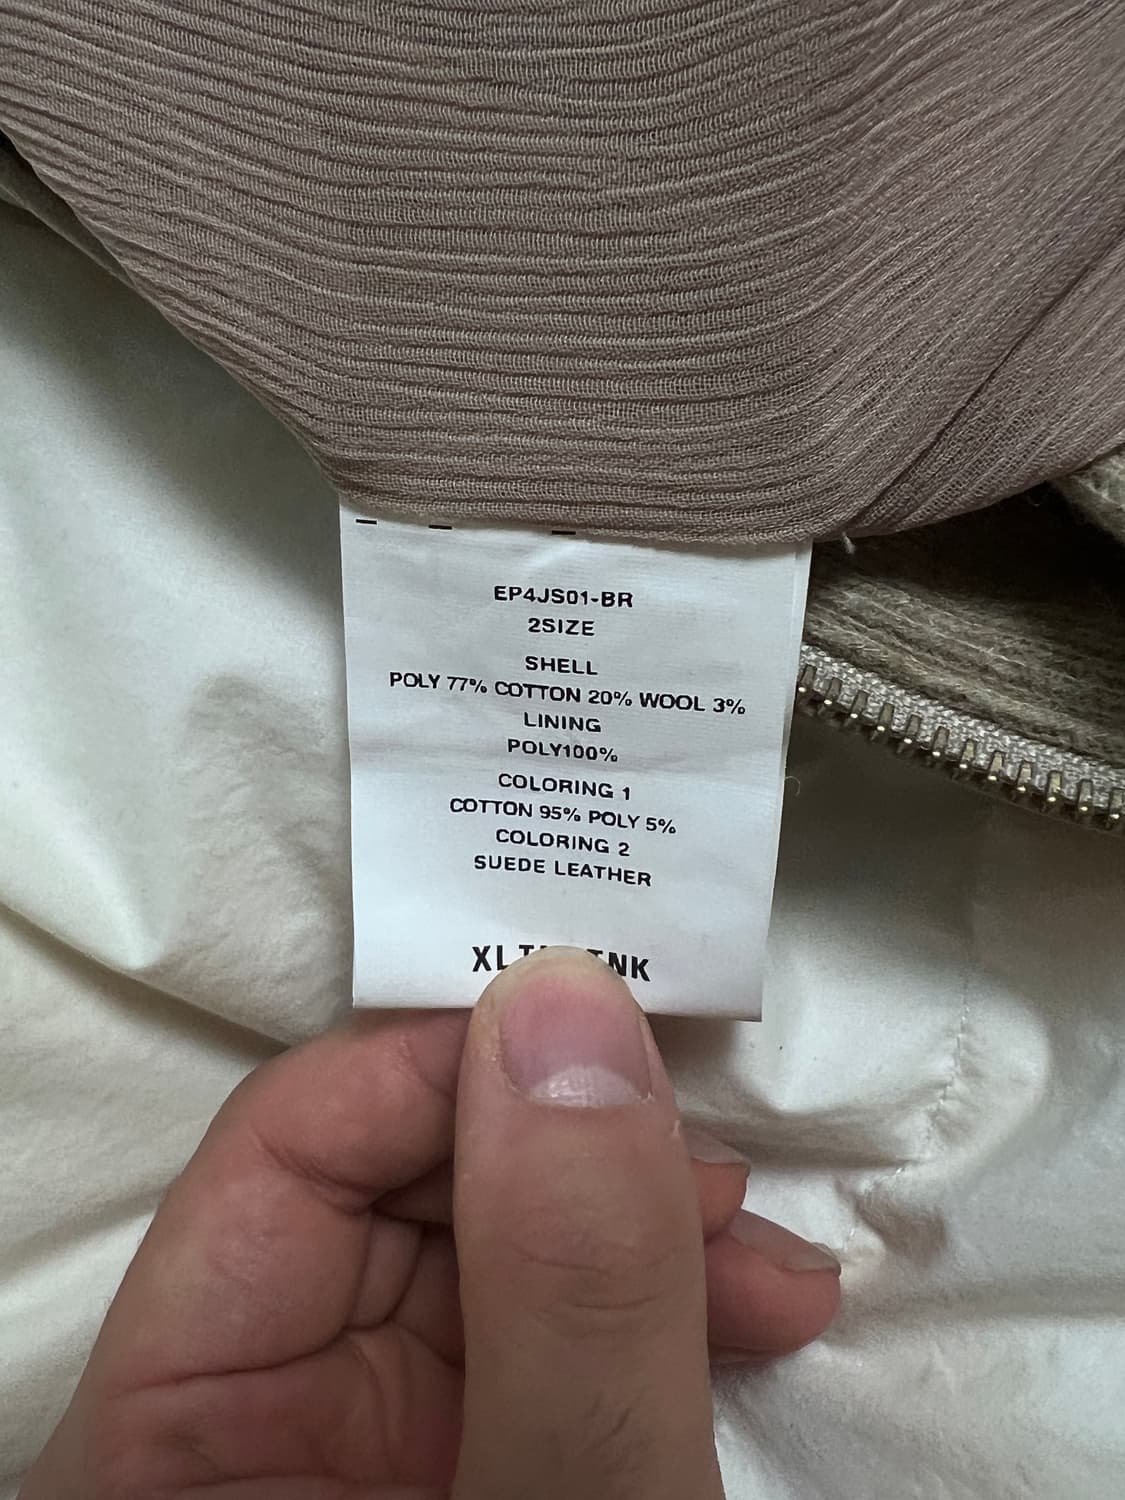 EP4JS01-BR
2SIZE
SHELL
POLY 77% COTTON 20% WOOL 3%
LINING
POLY100%
COLORING 1
COTTON 95% POLY 5%
COLORING 2
SUEDE LEATHER